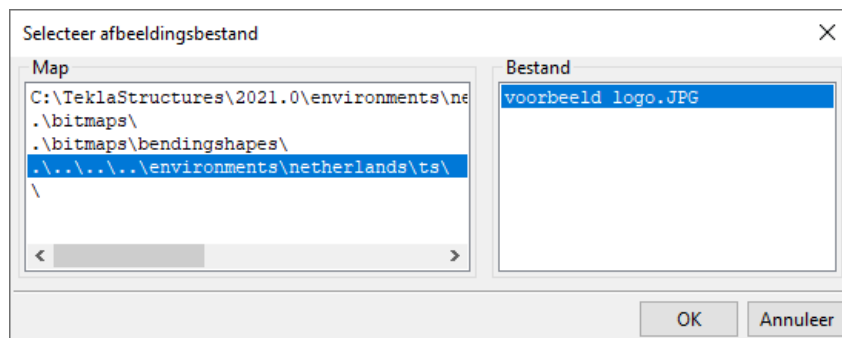 Selecteer afbeeldingsbestand
Map
C:\TeklaStructures\2021.0\environments\ne
.\bitmaps\
.\bitmaps\bendingshapes\
.\..\..\..\environments\netherlands\ts\
\
Bestand
voorbeeld logo.JPG
OK
Annuleer